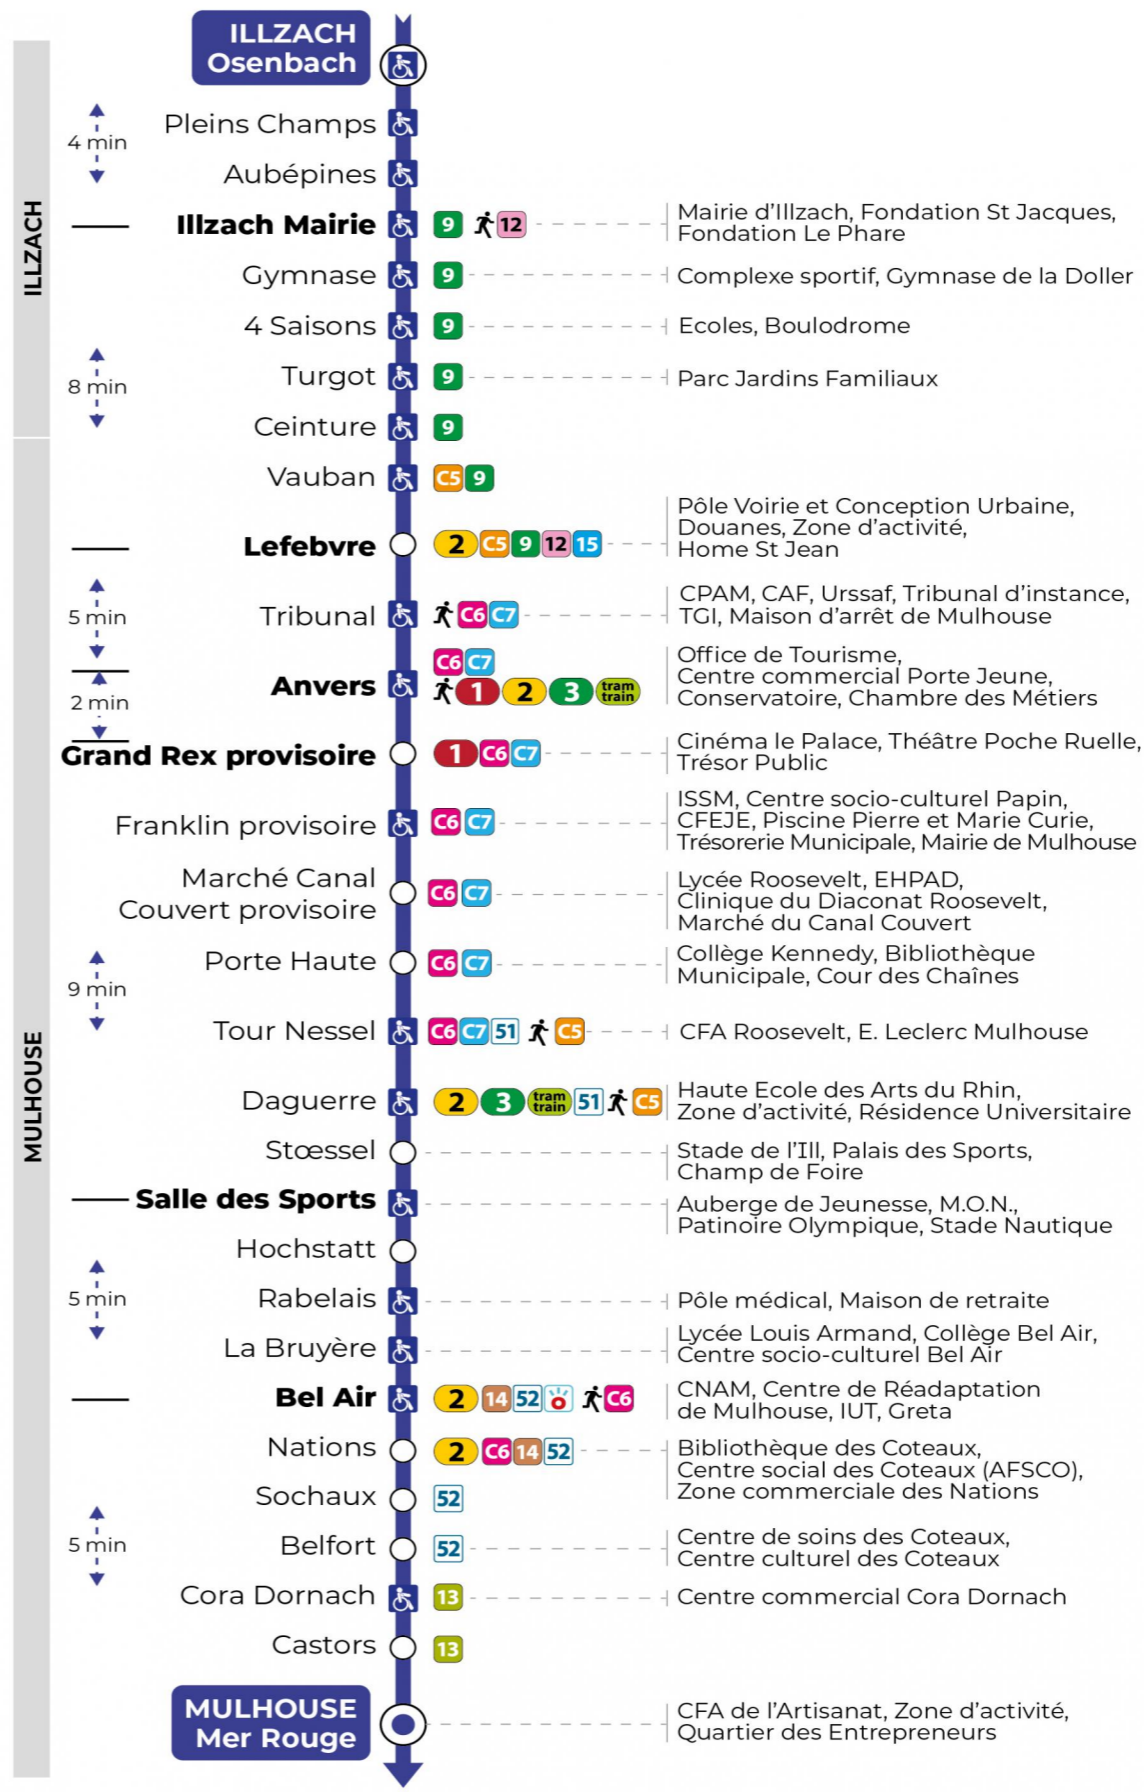 ILLZACH
Osenbach
ILLZACH
4 min
Pleins Champs
Aubépines
Illzach Mairie 9 12
Mairie d'Illzach, Fondation St Jacques,
Fondation Le Phare
Gymnase 9 Complexe sportif, Gymnase de la Doller
4 Saisons 9 Ecoles, Boulodrome
8 min
Turgot 9 Parc Jardins Familiaux
Ceinture 9
MULHOUSE
Vauban C5 9
Lefebvre 2 C5 9 12 15
Pôle Voirie et Conception Urbaine,
Douanes, Zone d'activité,
Home St Jean
5 min
Tribunal C6 C7
CPAM, CAF, Urssaf, Tribunal d'instance,
TGI, Maison d'arrêt de Mulhouse
C6 C7
Anvers 1 2 3 tram
train
Office de Tourisme,
Centre commercial Porte Jeune,
Conservatoire, Chambre des Métiers
2 min
Grand Rex provisoire 1 C6 C7
Cinéma le Palace, Théâtre Poche Ruelle,
Trésor Public
Franklin provisoire C6 C7
ISSM, Centre socio-culturel Papin,
CFEJE, Piscine Pierre et Marie Curie,
Trésorerie Municipale, Mairie de Mulhouse
Marché Canal
Couvert provisoire C6 C7
Lycée Roosevelt, EHPAD,
Clinique du Diaconat Roosevelt,
Marché du Canal Couvert
9 min
Porte Haute C6 C7
Collège Kennedy, Bibliothèque
Municipale, Cour des Chaînes
Tour Nessel C6 C7 51 C5 CFA Roosevelt, E. Leclerc Mulhouse
Daguerre 2 3 tram
train 51 C5
Haute Ecole des Arts du Rhin,
Zone d'activité, Résidence Universitaire
Stœssel
Stade de l'Ill, Palais des Sports,
Champ de Foire
Salle des Sports
Auberge de Jeunesse, M.O.N.,
Patinoire Olympique, Stade Nautique
Hochstatt
5 min
Rabelais Pôle médical, Maison de retraite
La Bruyère
Lycée Louis Armand, Collège Bel Air,
Centre socio-culturel Bel Air
Bel Air 2 14 52 C6
CNAM, Centre de Réadaptation
de Mulhouse, IUT, Greta
Nations 2 C6 14 52
Bibliothèque des Coteaux,
Centre social des Coteaux (AFSCO),
Zone commerciale des Nations
Sochaux 52
5 min
Belfort 52
Centre de soins des Coteaux,
Centre culturel des Coteaux
Cora Dornach 13 Centre commercial Cora Dornach
Castors 13
MULHOUSE
Mer Rouge
CFA de l'Artisanat, Zone d'activité,
Quartier des Entrepreneurs